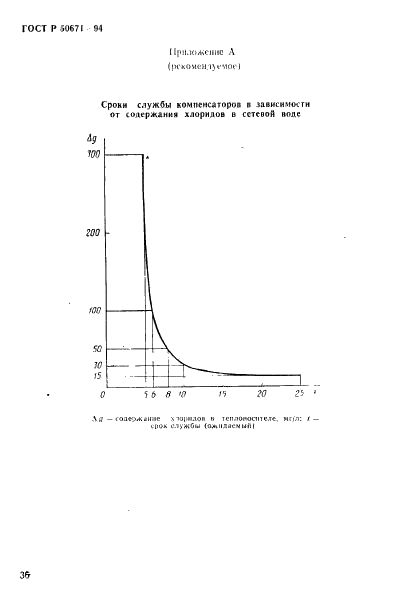 ГОСТ Р 50671—94
Приложение А
(рекомендуемое)
Сроки службы компенсаторов в зависимости
от содержания хлоридов в сетевой воде
Δg
300
200
100
50
30
15
0 5 6 8 10 15 20 25 t
Δg — содержание хлоридов в теплоносителе, мг/л; t —
срок службы (ожидаемый)
36